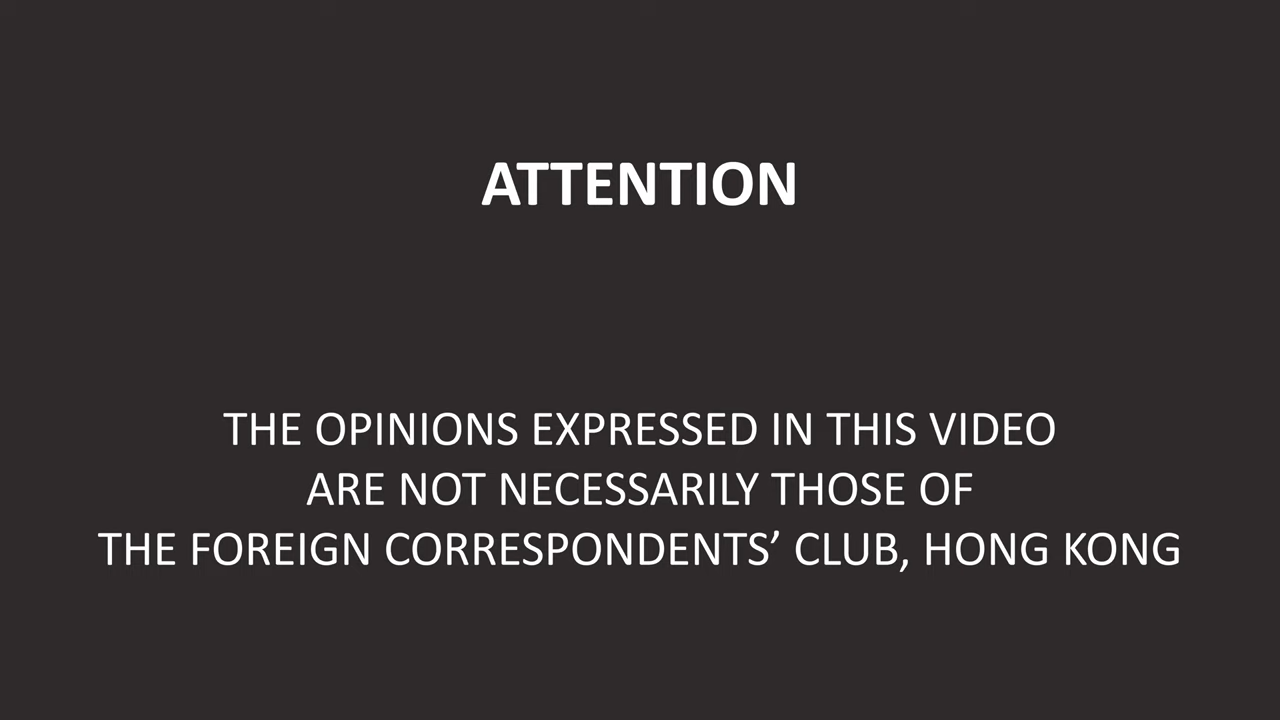 ATTENTION
THE OPINIONS EXPRESSED IN THIS VIDEO
ARE NOT NECESSARILY THOSE OF
THE FOREIGN CORRESPONDENTS’ CLUB, HONG KONG